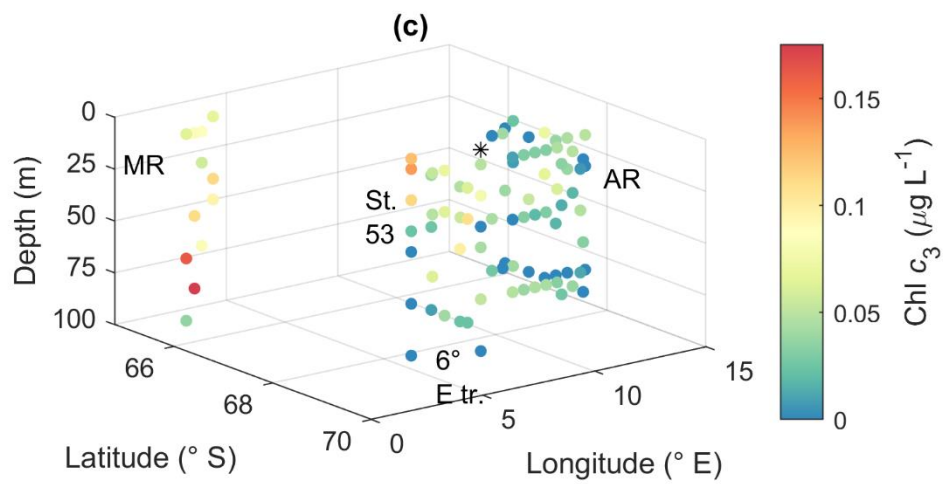 (c)
0
25
50
75
100
Depth (m)
MR
St.
53
AR
6°
E tr.
66
68
70
Latitude (° S)
0
5
10
15
Longitude (° E)
0.15
0.1
0.05
0
Chl c₃ (μg L⁻¹)